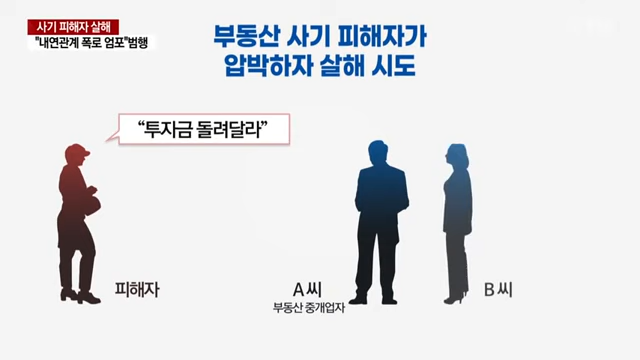 사기 피해자 살해
"내연관계 폭로 엄포"범행
부동산 사기 피해자가
압박하자 살해 시도
“투자금 돌려달라”
피해자
A 씨
부동산 중개업자
B 씨